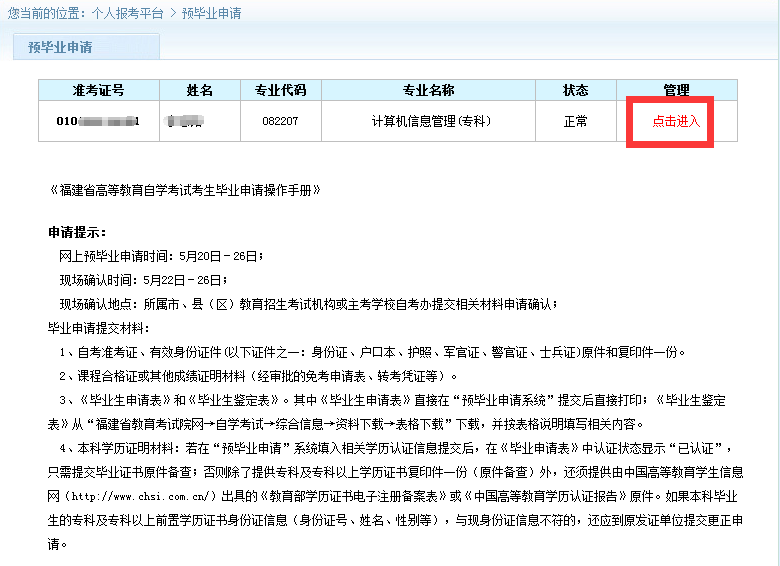 您当前的位置：个人报考平台 > 预毕业申请
预毕业申请
准考证号 姓名 专业代码 专业名称 状态 管理
010 1 082207 计算机信息管理(专科) 正常 点击进入
《福建省高等教育自学考试考生毕业申请操作手册》
申请提示：
网上预毕业申请时间：5月20日－26日；
现场确认时间：5月22日－26日；
现场确认地点：所属市、县（区）教育招生考试机构或主考学校自考办提交相关材料申请确认；
毕业申请提交材料：
1、自考准考证、有效身份证件(以下证件之一：身份证、户口本、护照、军官证、警官证、士兵证)原件和复印件一份。
2、课程合格证或其他成绩证明材料（经审批的免考申请表、转考凭证等）。
3、《毕业生申请表》和《毕业生鉴定表》。其中《毕业生申请表》直接在“预毕业申请系统”提交后直接打印；《毕业生鉴定
表》从“福建省教育考试院网→自学考试→综合信息→资料下载→表格下载”下载，并按表格说明填写相关内容。
4、本科学历证明材料：若在“预毕业申请”系统填入相关学历认证信息提交后，在《毕业申请表》中认证状态显示“已认证”，
只需提交毕业证书原件备查；否则除了提供专科及专科以上学历证书复印件一份（原件备查）外，还须提供由中国高等教育学生信息
网（http://www.chsi.com.cn/）出具的《教育部学历证书电子注册备案表》或《中国高等教育学历认证报告》原件。如果本科毕业
生的专科及专科以上前置学历证书身份证信息（身份证号、姓名、性别等），与现身份证信息不符的，还应到原发证单位提交更正申
请。